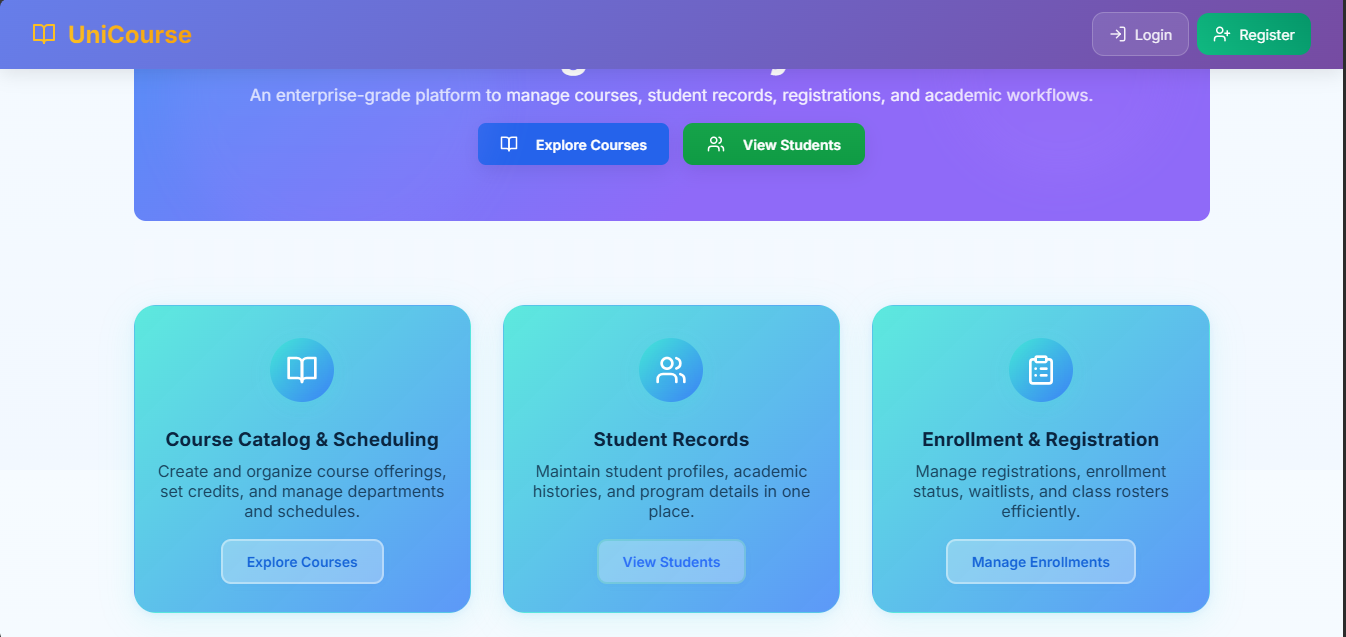 UniCourse
Login
Register
An enterprise-grade platform to manage courses, student records, registrations, and academic workflows.
Explore Courses
View Students
Course Catalog & Scheduling
Create and organize course offerings,
set credits, and manage departments
and schedules.
Explore Courses
Student Records
Maintain student profiles, academic
histories, and program details in one
place.
View Students
Enrollment & Registration
Manage registrations, enrollment
status, waitlists, and class rosters
efficiently.
Manage Enrollments